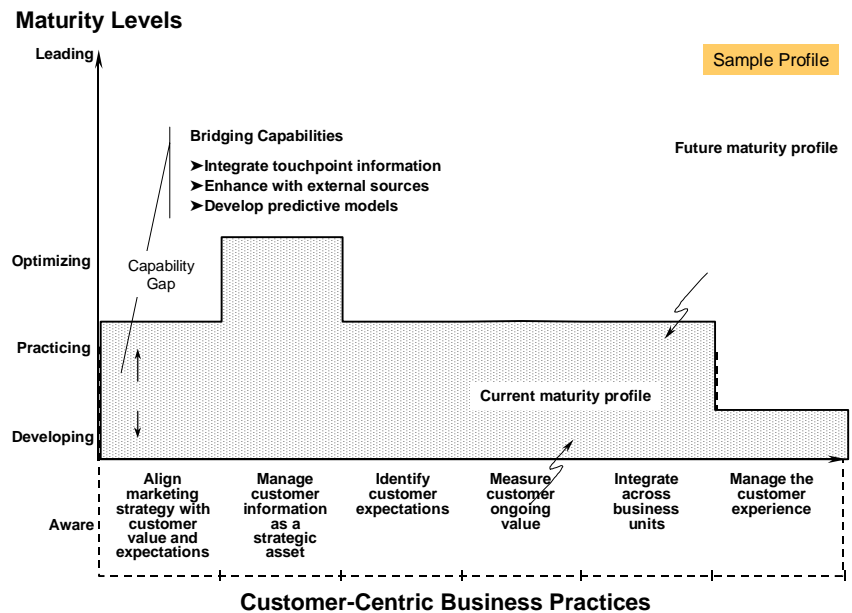 Maturity Levels
Leading
Sample Profile
Bridging Capabilities
➤Integrate touchpoint information
➤Enhance with external sources
➤Develop predictive models
Future maturity profile
Optimizing
Capability
Gap
Practicing
Current maturity profile
Developing
Aware
Align
marketing
strategy with
customer
value and
expectations
Manage
customer
information
as a
strategic
asset
Identify
customer
expectations
Measure
customer
ongoing
value
Integrate
across
business
units
Manage the
customer
experience
Customer-Centric Business Practices